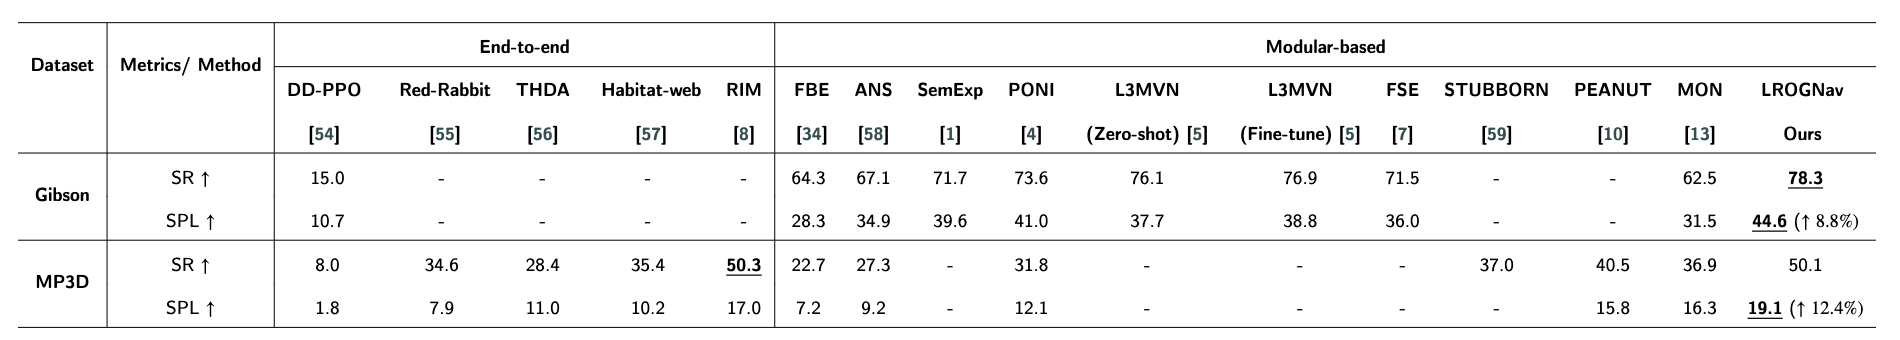 End-to-end Modular-based
Dataset Metrics/ Method
DD-PPO Red-Rabbit THDA Habitat-web RIM FBE ANS SemExp PONI L3MVN L3MVN FSE STUBBORN PEANUT MON LROGNav
[54] [55] [56] [57] [8] [34] [58] [1] [4] (Zero-shot) [5] (Fine-tune) [5] [7] [59] [10] [13] Ours
Gibson
SR ↑ 15.0 - - - - 64.3 67.1 71.7 73.6 76.1 76.9 71.5 - - 62.5 78.3
SPL ↑ 10.7 - - - - 28.3 34.9 39.6 41.0 37.7 38.8 36.0 - - 31.5 44.6 (↑ 8.8%)
MP3D
SR ↑ 8.0 34.6 28.4 35.4 50.3 22.7 27.3 - 31.8 - - - 37.0 40.5 36.9 50.1
SPL ↑ 1.8 7.9 11.0 10.2 17.0 7.2 9.2 - 12.1 - - - - 15.8 16.3 19.1 (↑ 12.4%)